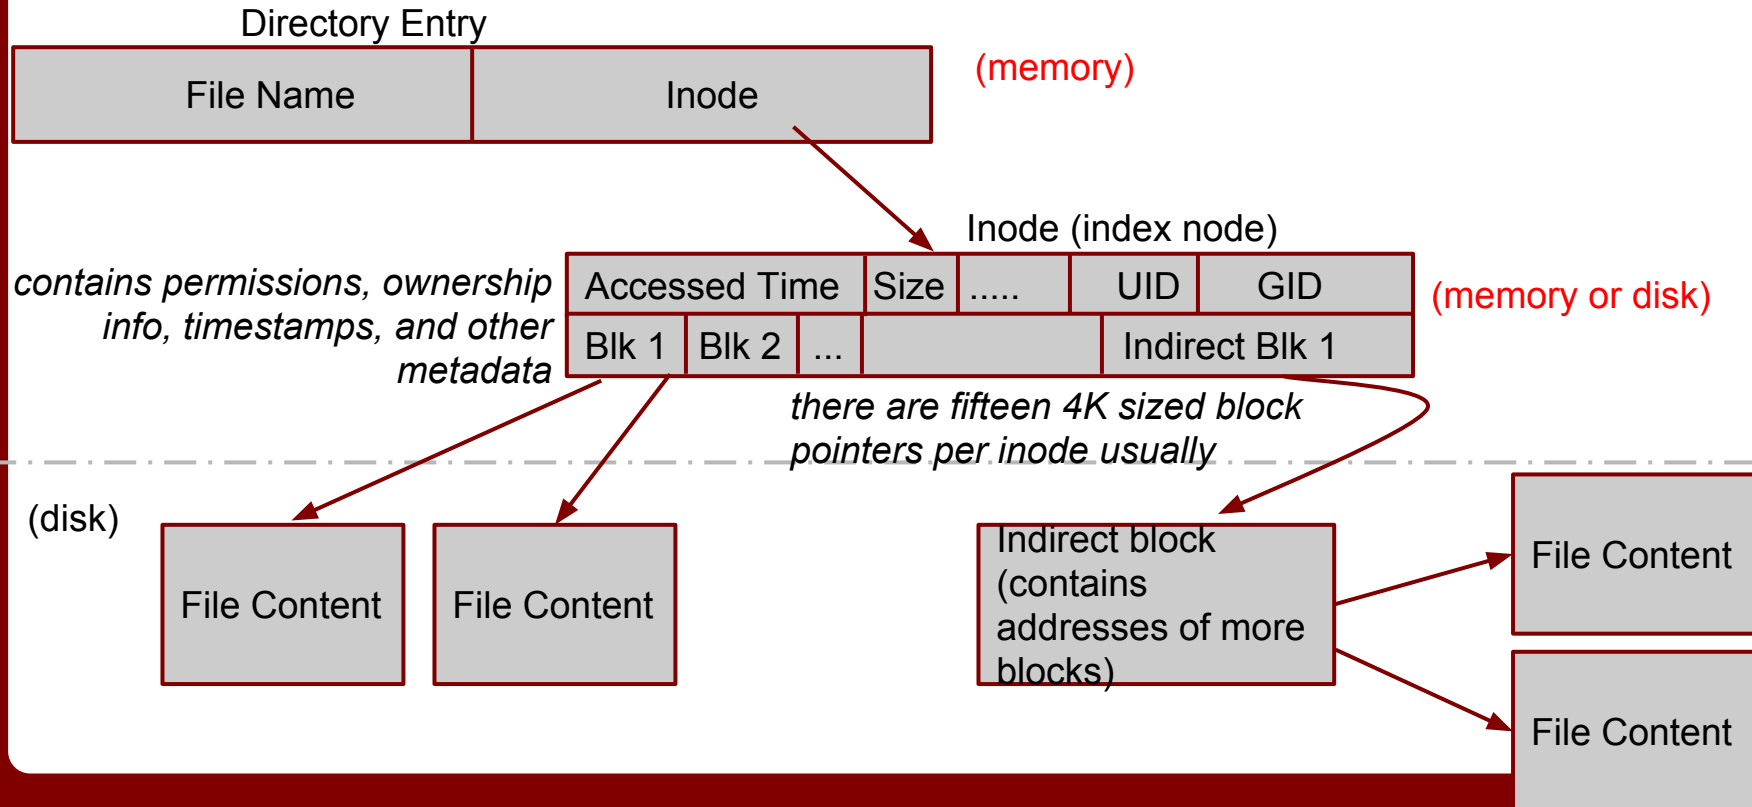 Directory Entry
File Name
Inode
(memory)
Inode (index node)
contains permissions, ownership
info, timestamps, and other
metadata
Accessed Time
Size
.....
UID
GID
(memory or disk)
Blk 1
Blk 2
...
Indirect Blk 1
there are fifteen 4K sized block
pointers per inode usually
(disk)
File Content
File Content
Indirect block
(contains
addresses of more
blocks)
File Content
File Content